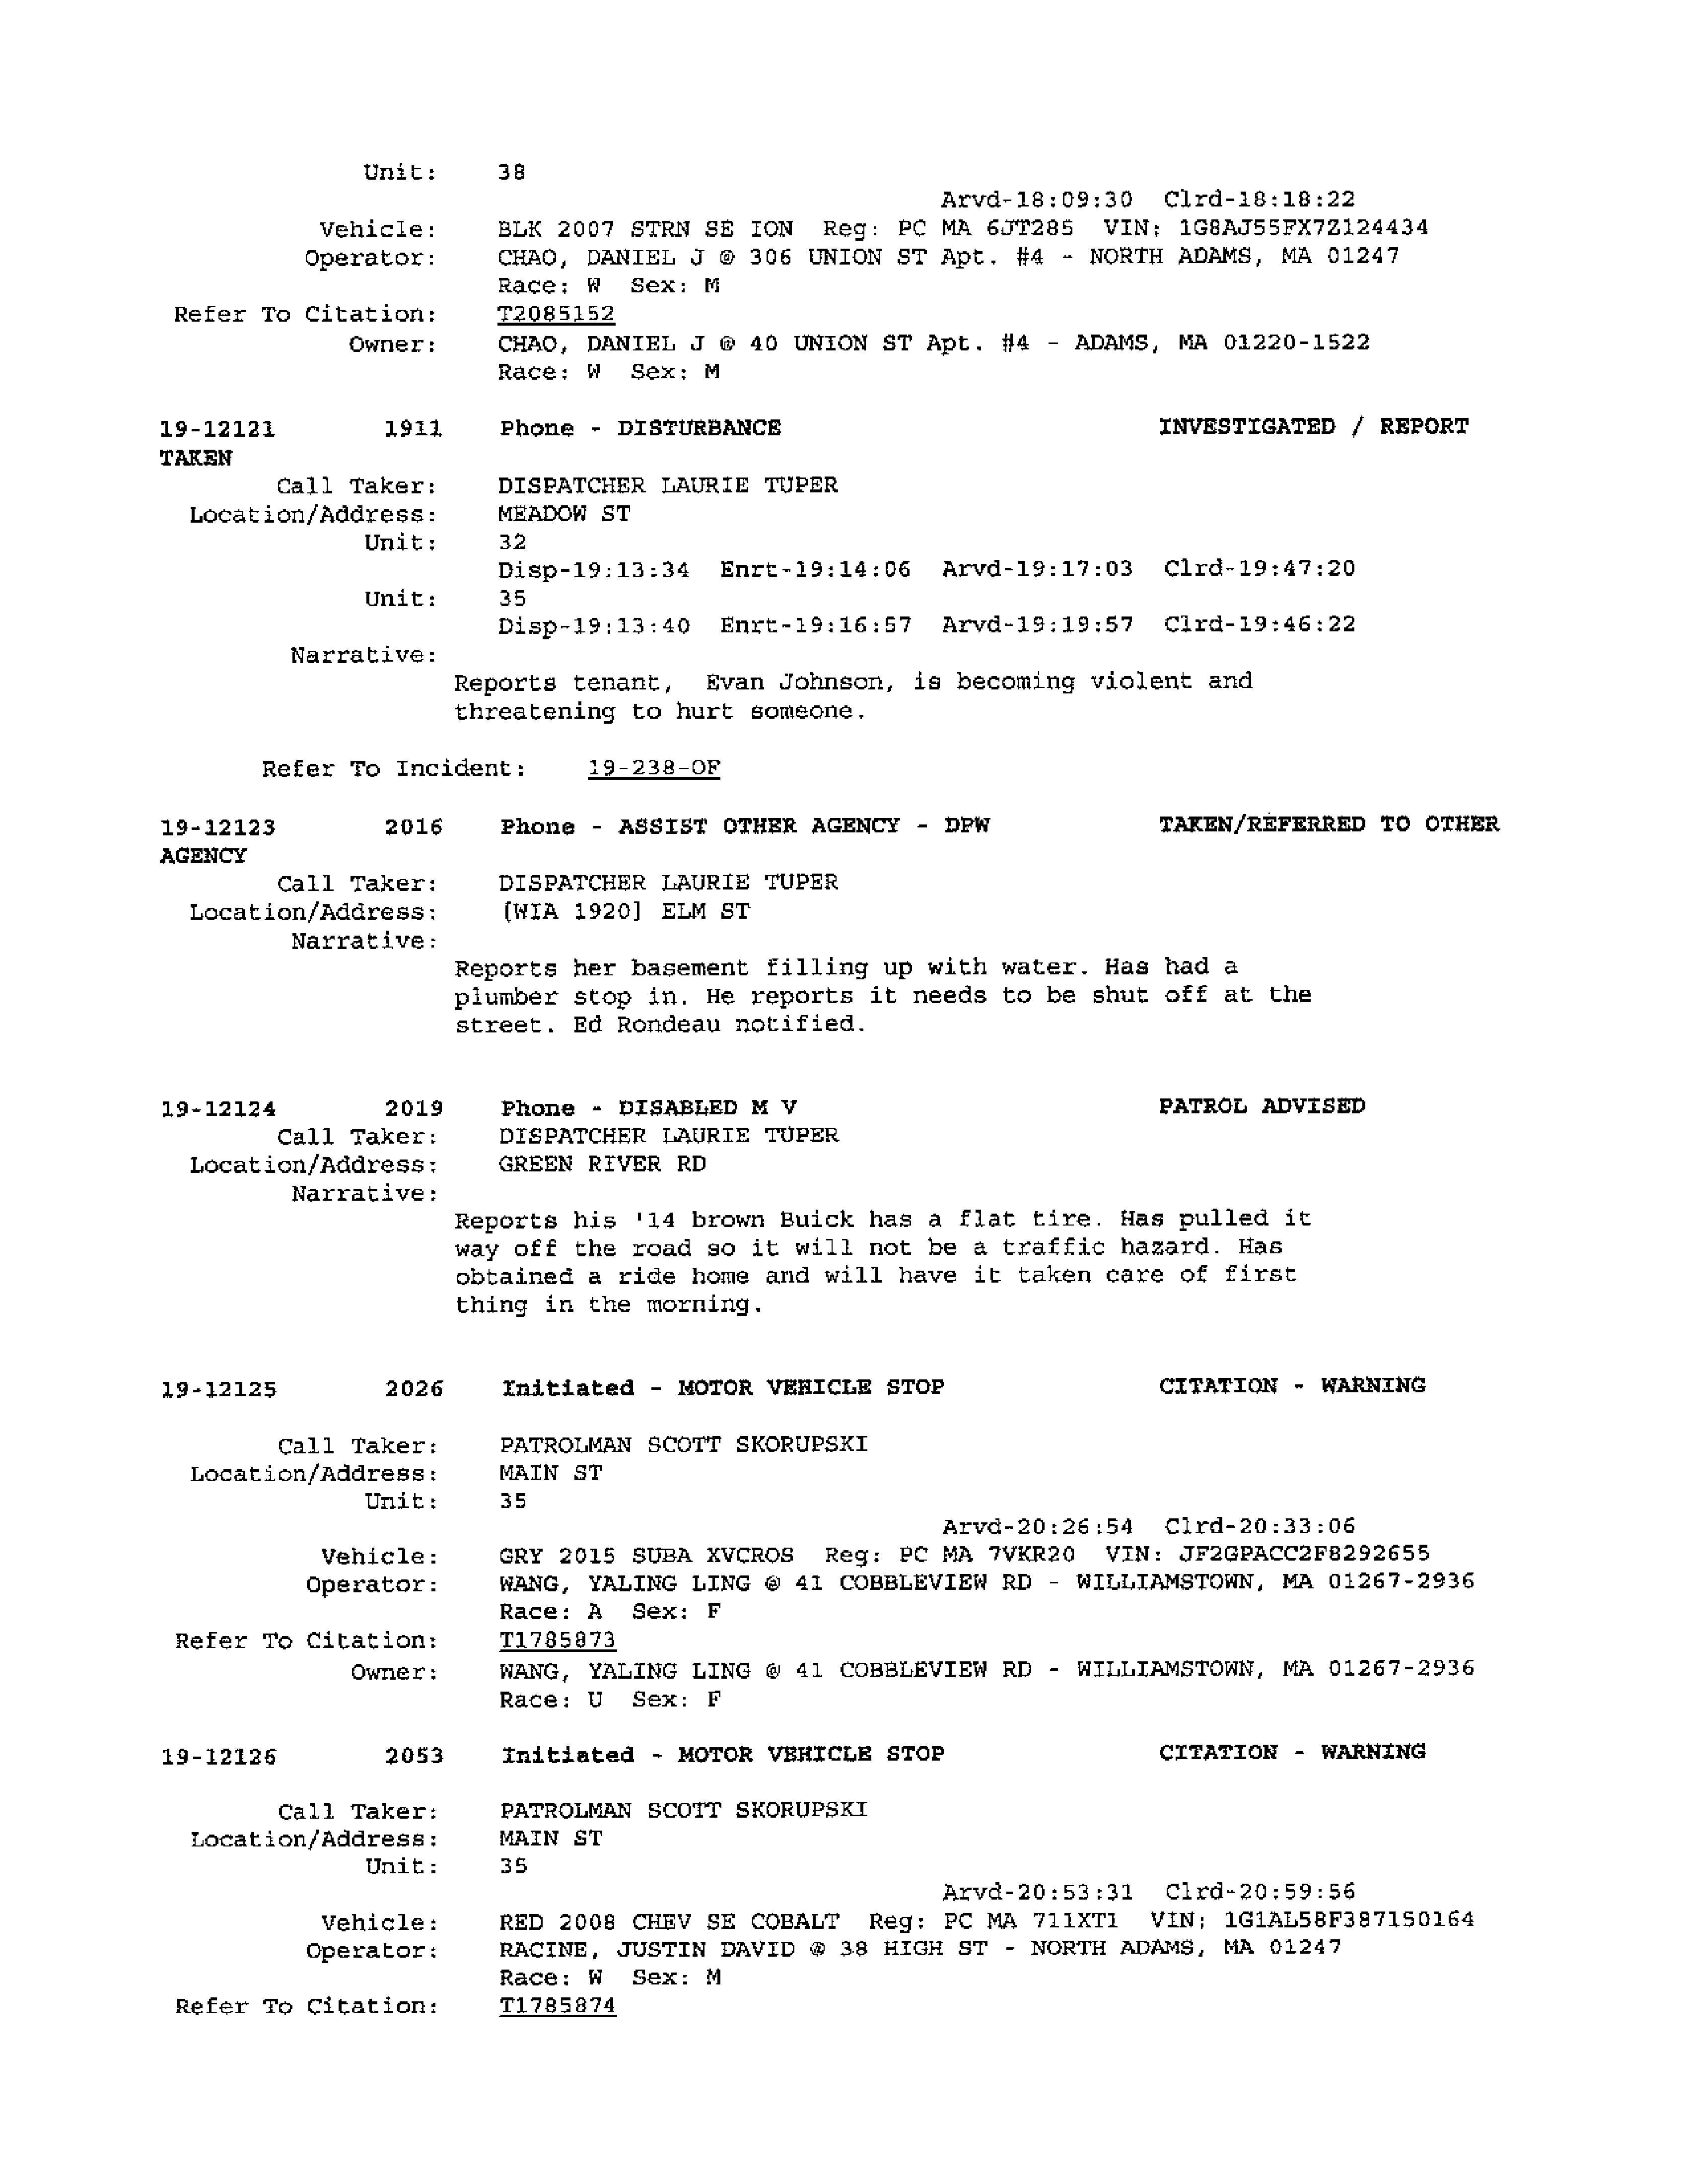 Unit: 38
Arvd-18:09:30 Clrd-18:18:22
Vehicle: BLK 2007 STRN SE ION Reg: PC MA 6JT285 VIN: 1G8AJ55FX7Z124434
Operator: CHAO, DANIEL J @ 306 UNION ST Apt. #4 - NORTH ADAMS, MA 01247
Race: W Sex: M
Refer To Citation: T2085152
Owner: CHAO, DANIEL J @ 40 UNION ST Apt. #4 - ADAMS, MA 01220-1522
Race: W Sex: M
19-12121 1911 Phone - DISTURBANCE INVESTIGATED / REPORT
TAKEN
Call Taker: DISPATCHER LAURIE TUPER
Location/Address: MEADOW ST
Unit: 32
Disp-19:13:34 Enrt-19:14:06 Arvd-19:17:03 Clrd-19:47:20
Unit: 35
Disp-19:13:40 Enrt-19:16:57 Arvd-19:19:57 Clrd-19:46:22
Narrative:
Reports tenant, Evan Johnson, is becoming violent and
threatening to hurt someone.
Refer To Incident: 19-238-OF
19-12123 2016 Phone - ASSIST OTHER AGENCY - DPW TAKEN/REFERRED TO OTHER
AGENCY
Call Taker: DISPATCHER LAURIE TUPER
Location/Address: [WIA 1920] ELM ST
Narrative:
Reports her basement filling up with water. Has had a
plumber stop in. He reports it needs to be shut off at the
street. Ed Rondeau notified.
19-12124 2019 Phone - DISABLED M V PATROL ADVISED
Call Taker: DISPATCHER LAURIE TUPER
Location/Address: GREEN RIVER RD
Narrative:
Reports his '14 brown Buick has a flat tire. Has pulled it
way off the road so it will not be a traffic hazard. Has
obtained a ride home and will have it taken care of first
thing in the morning.
19-12125 2026 Initiated - MOTOR VEHICLE STOP CITATION - WARNING
Call Taker: PATROLMAN SCOTT SKORUPSKI
Location/Address: MAIN ST
Unit: 35
Arvd-20:26:54 Clrd-20:33:06
Vehicle: GRY 2015 SUBA XVCROS Reg: PC MA 7VKR20 VIN: JF2GPACC2F8292655
Operator: WANG, YALING LING @ 41 COBBLEVIEW RD - WILLIAMSTOWN, MA 01267-2936
Race: A Sex: F
Refer To Citation: T1785873
Owner: WANG, YALING LING @ 41 COBBLEVIEW RD - WILLIAMSTOWN, MA 01267-2936
Race: U Sex: F
19-12126 2053 Initiated - MOTOR VEHICLE STOP CITATION - WARNING
Call Taker: PATROLMAN SCOTT SKORUPSKI
Location/Address: MAIN ST
Unit: 35
Arvd-20:53:31 Clrd-20:59:56
Vehicle: RED 2008 CHEV SE COBALT Reg: PC MA 711XT1 VIN: 1G1AL58F387150164
Operator: RACINE, JUSTIN DAVID @ 38 HIGH ST - NORTH ADAMS, MA 01247
Race: W Sex: M
Refer To Citation: T1785874